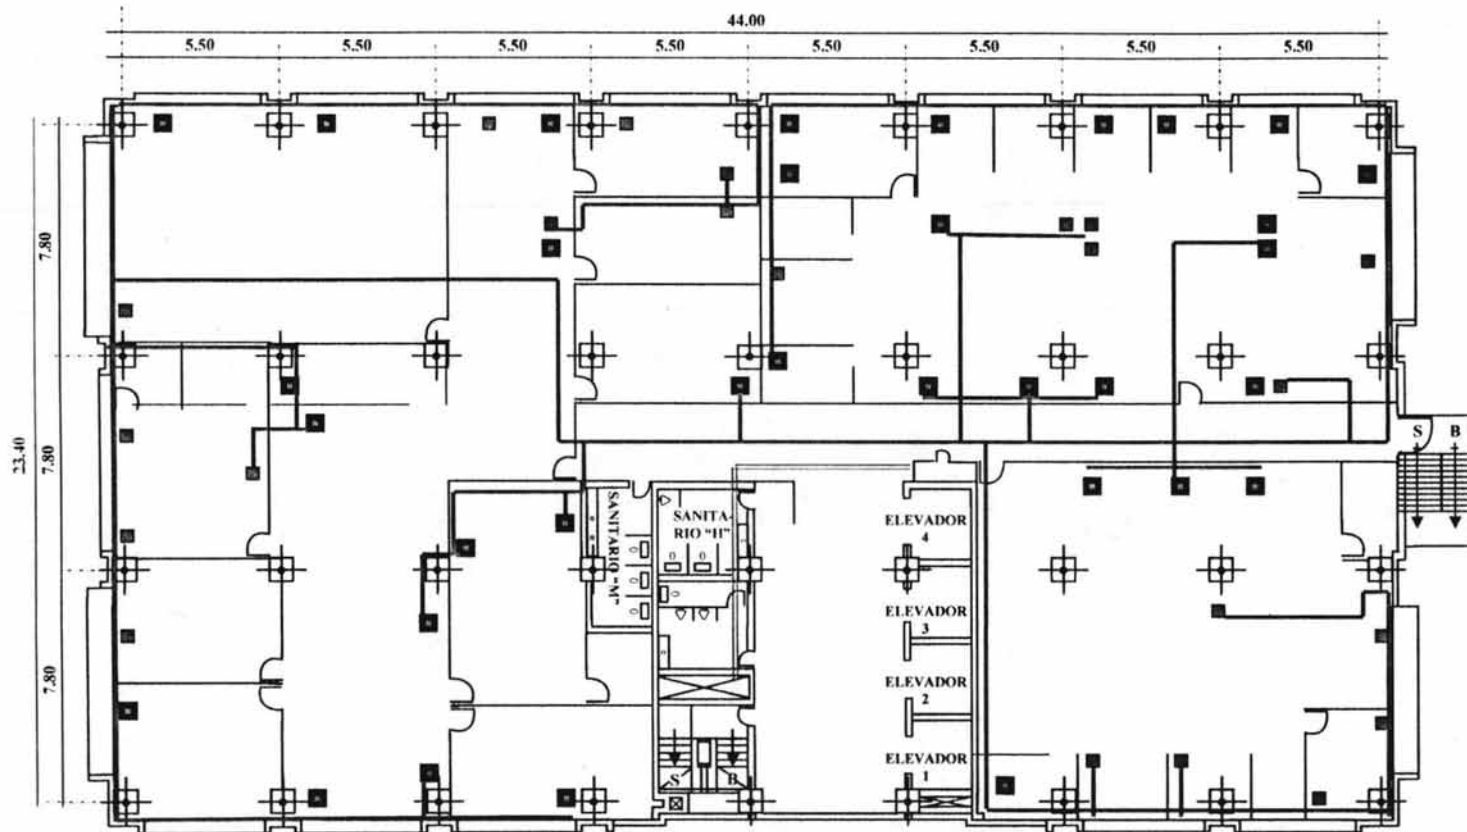 44.00
5.50
5.50
5.50
5.50
5.50
5.50
5.50
5.50
7.80
23.40
7.80
7.80
S B
SANITARIO "M"
SANITA-
RIO "H"
ELEVADOR
4
ELEVADOR
3
ELEVADOR
2
ELEVADOR
1
S B